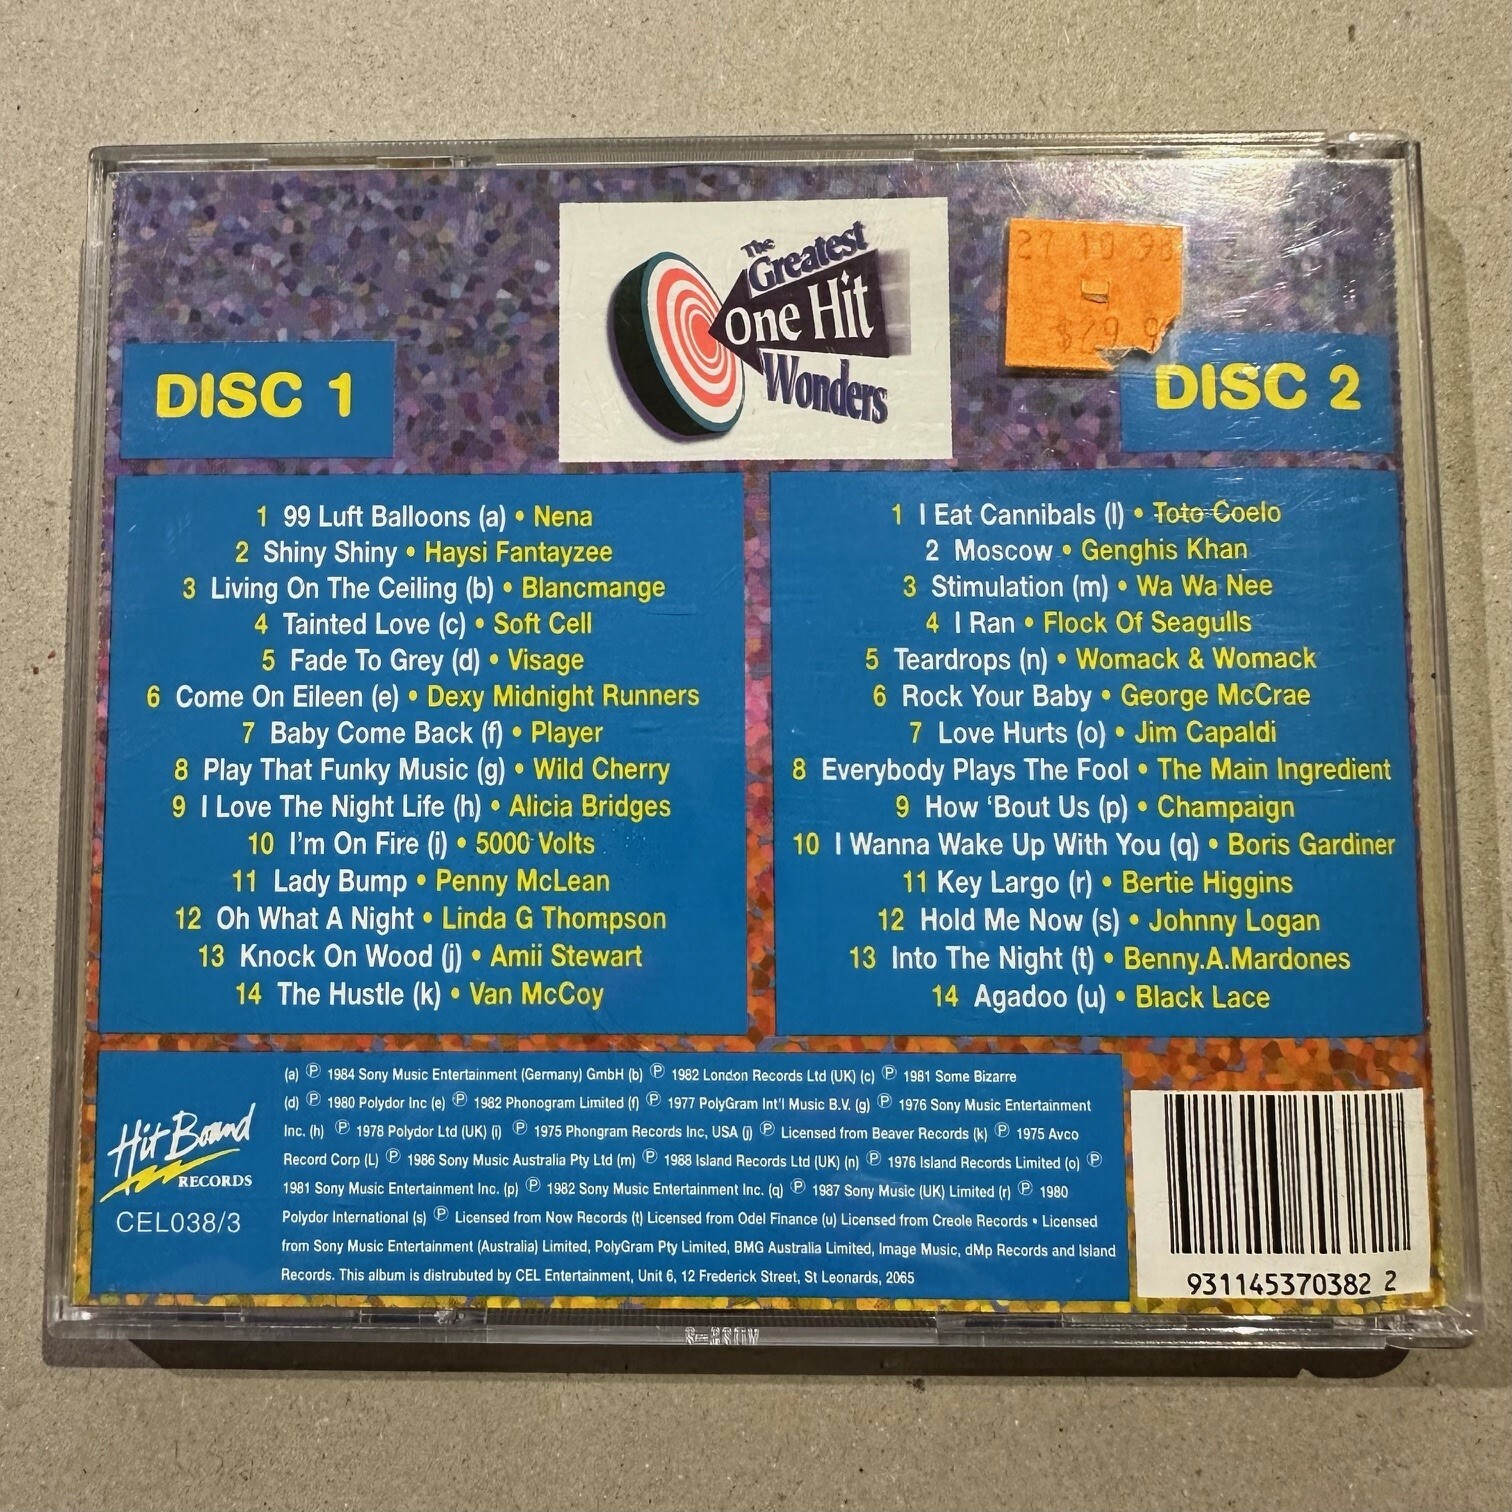 The
Greatest
One Hit
Wonders
27 10 98
DISC 1
1 99 Luft Balloons (a) • Nena
2 Shiny Shiny • Haysi Fantayzee
3 Living On The Ceiling (b) • Blancmange
4 Tainted Love (c) • Soft Cell
5 Fade To Grey (d) • Visage
6 Come On Eileen (e) • Dexy Midnight Runners
7 Baby Come Back (f) • Player
8 Play That Funky Music (g) • Wild Cherry
9 I Love The Night Life (h) • Alicia Bridges
10 I'm On Fire (i) • 5000 Volts
11 Lady Bump • Penny McLean
12 Oh What A Night • Linda G Thompson
13 Knock On Wood (j) • Amii Stewart
14 The Hustle (k) • Van McCoy
DISC 2
1 I Eat Cannibals (l) • Toto Coelo
2 Moscow • Genghis Khan
3 Stimulation (m) • Wa Wa Nee
4 I Ran • Flock Of Seagulls
5 Teardrops (n) • Womack & Womack
6 Rock Your Baby • George McCrae
7 Love Hurts (o) • Jim Capaldi
8 Everybody Plays The Fool • The Main Ingredient
9 How 'Bout Us (p) • Champaign
10 I Wanna Wake Up With You (q) • Boris Gardiner
11 Key Largo (r) • Bertie Higgins
12 Hold Me Now (s) • Johnny Logan
13 Into The Night (t) • Benny.A.Mardones
14 Agadoo (u) • Black Lace
Hit Bound
RECORDS
CEL038/3
(a) ℗ 1984 Sony Music Entertainment (Germany) GmbH (b) ℗ 1982 London Records Ltd (UK) (c) ℗ 1981 Some Bizarre
(d) ℗ 1980 Polydor Inc (e) ℗ 1982 Phonogram Limited (f) ℗ 1977 PolyGram Int'l Music B.V. (g) ℗ 1976 Sony Music Entertainment
Inc. (h) ℗ 1978 Polydor Ltd (UK) (i) ℗ 1975 Phongram Records Inc, USA (j) ℗ Licensed from Beaver Records (k) ℗ 1975 Avco
Record Corp (L) ℗ 1986 Sony Music Australia Pty Ltd (m) ℗ 1988 Island Records Ltd (UK) (n) ℗ 1976 Island Records Limited (o) ℗
1981 Sony Music Entertainment Inc. (p) ℗ 1982 Sony Music Entertainment Inc. (q) ℗ 1987 Sony Music (UK) Limited (r) ℗ 1980
Polydor International (s) ℗ Licensed from Now Records (t) Licensed from Odel Finance (u) Licensed from Creole Records • Licensed
from Sony Music Entertainment (Australia) Limited, PolyGram Pty Limited, BMG Australia Limited, Image Music, dMp Records and Island
Records. This album is distrubuted by CEL Entertainment, Unit 6, 12 Frederick Street, St Leonards, 2065
931145370382 2